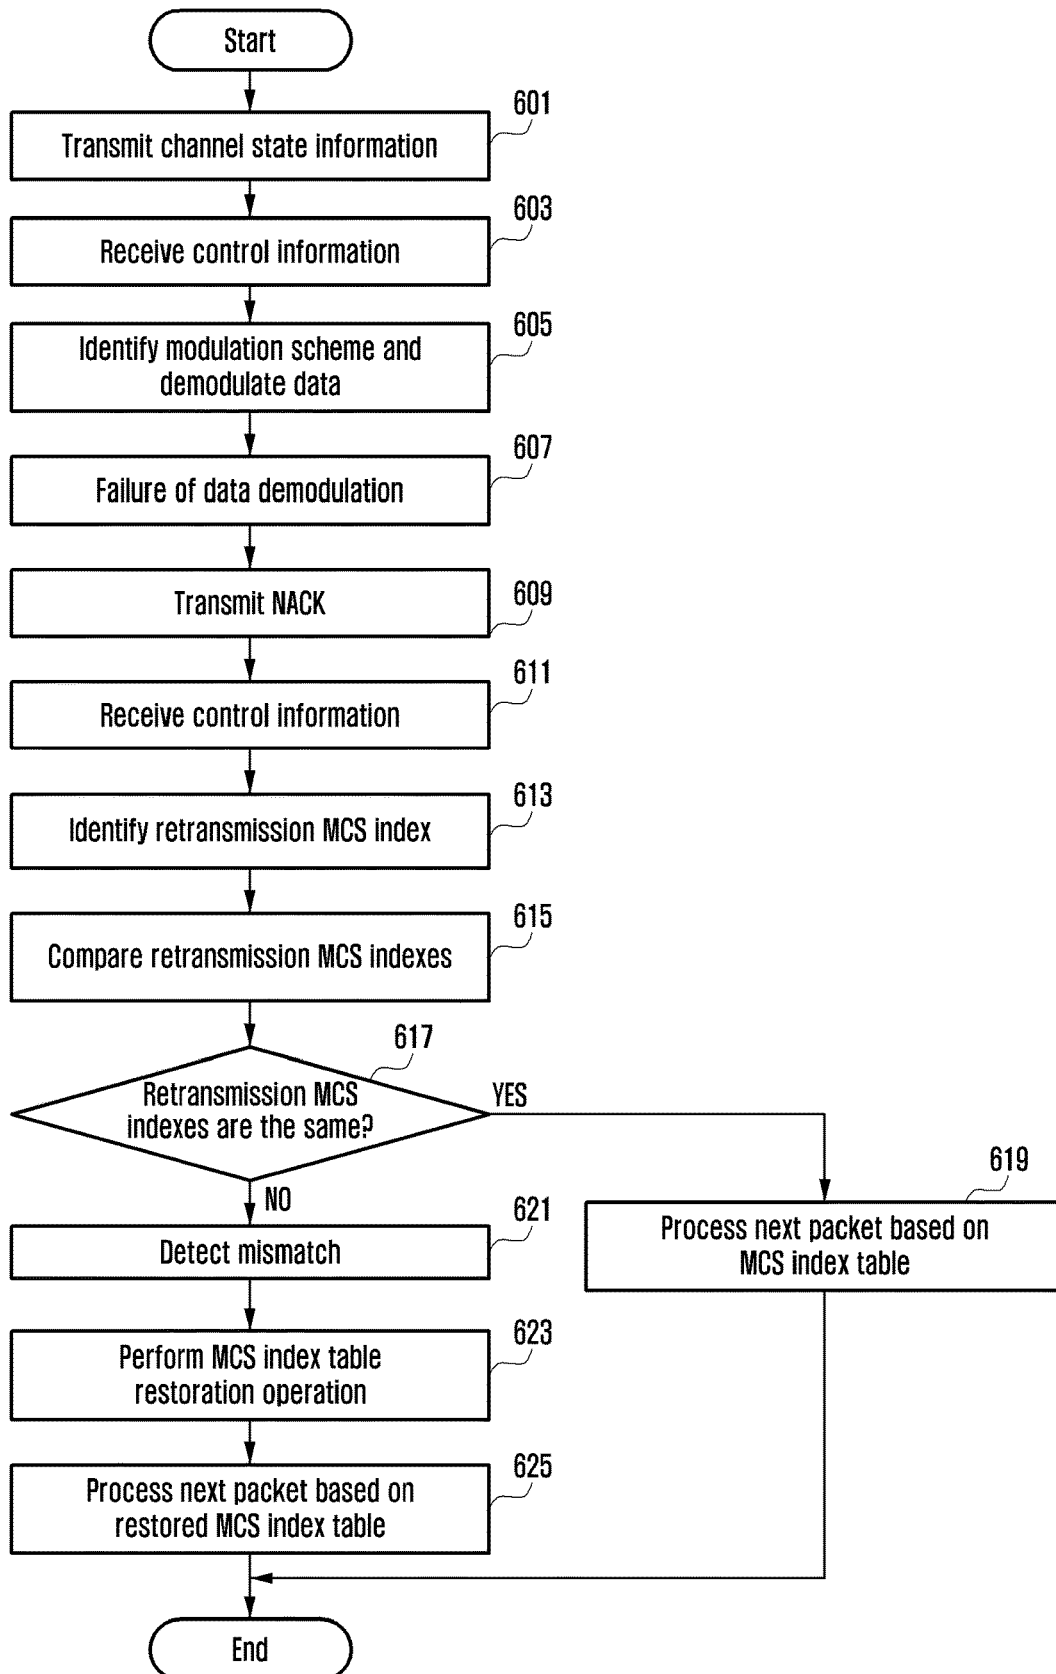 Start
601
Transmit channel state information
603
Receive control information
605
Identify modulation scheme and
demodulate data
607
Failure of data demodulation
609
Transmit NACK
611
Receive control information
613
Identify retransmission MCS index
615
Compare retransmission MCS indexes
617
Retransmission MCS
indexes are the same?
YES
NO
619
Process next packet based on
MCS index table
621
Detect mismatch
623
Perform MCS index table
restoration operation
625
Process next packet based on
restored MCS index table
End